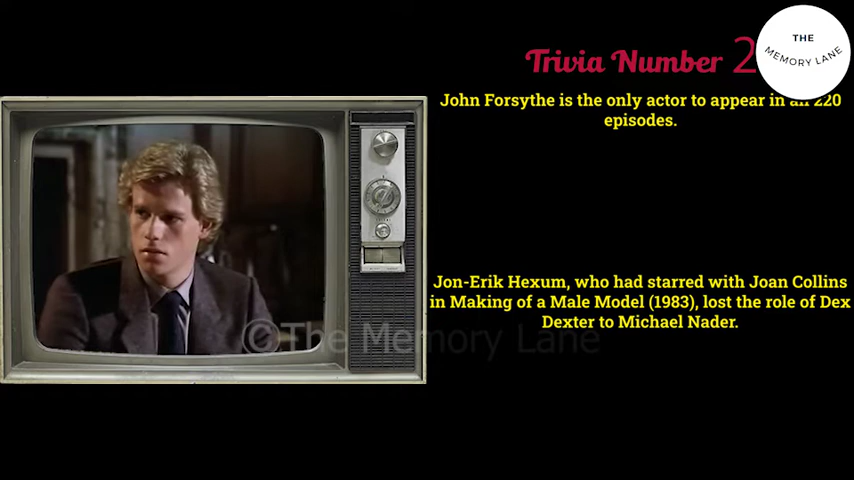 Trivia Number 2
THE
MEMORY LANE
John Forsythe is the only actor to appear in all 220
episodes.
Jon-Erik Hexum, who had starred with Joan Collins
in Making of a Male Model (1983), lost the role of Dex
Dexter to Michael Nader.
©The Memory Lane